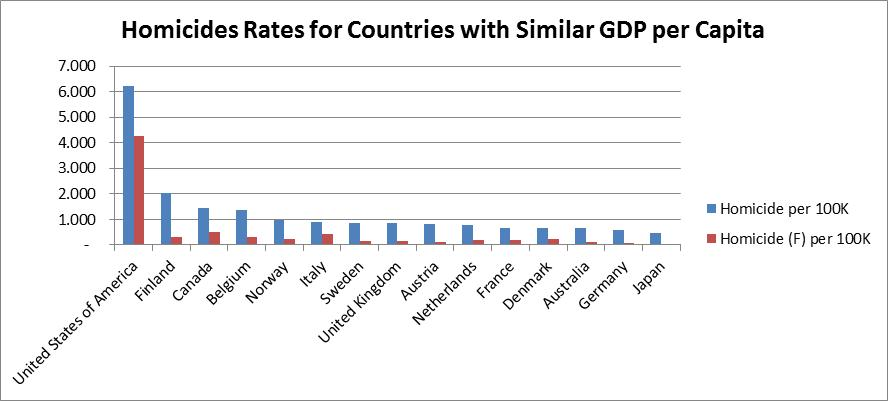 Homicides Rates for Countries with Similar GDP per Capita
7.000
6.000
5.000
4.000
3.000
2.000
1.000
-
United States of America
Finland
Canada
Belgium
Norway
Italy
Sweden
United Kingdom
Austria
Netherlands
France
Denmark
Australia
Germany
Japan
Homicide per 100K
Homicide (F) per 100K